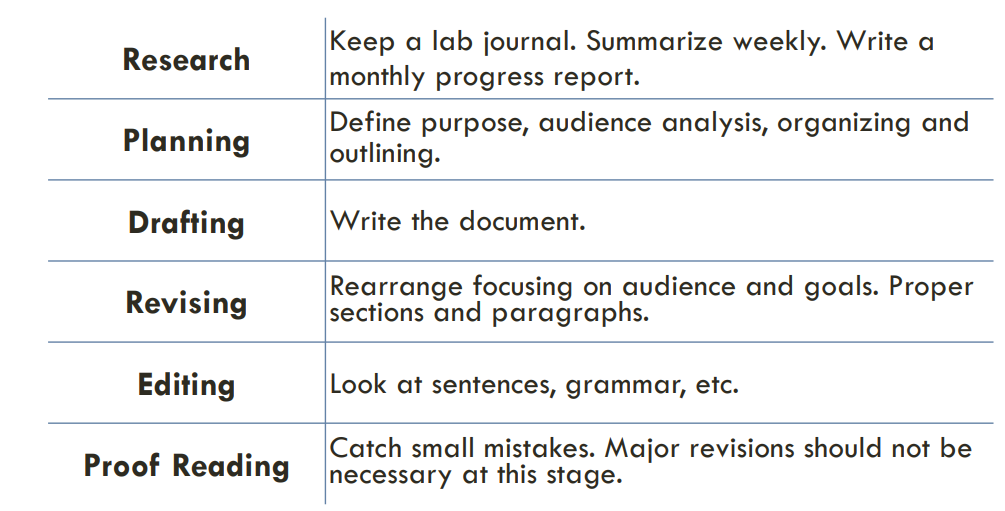 Research
Keep a lab journal. Summarize weekly. Write a
monthly progress report.
Planning
Define purpose, audience analysis, organizing and
outlining.
Drafting
Write the document.
Revising
Rearrange focusing on audience and goals. Proper
sections and paragraphs.
Editing
Look at sentences, grammar, etc.
Proof Reading
Catch small mistakes. Major revisions should not be
necessary at this stage.